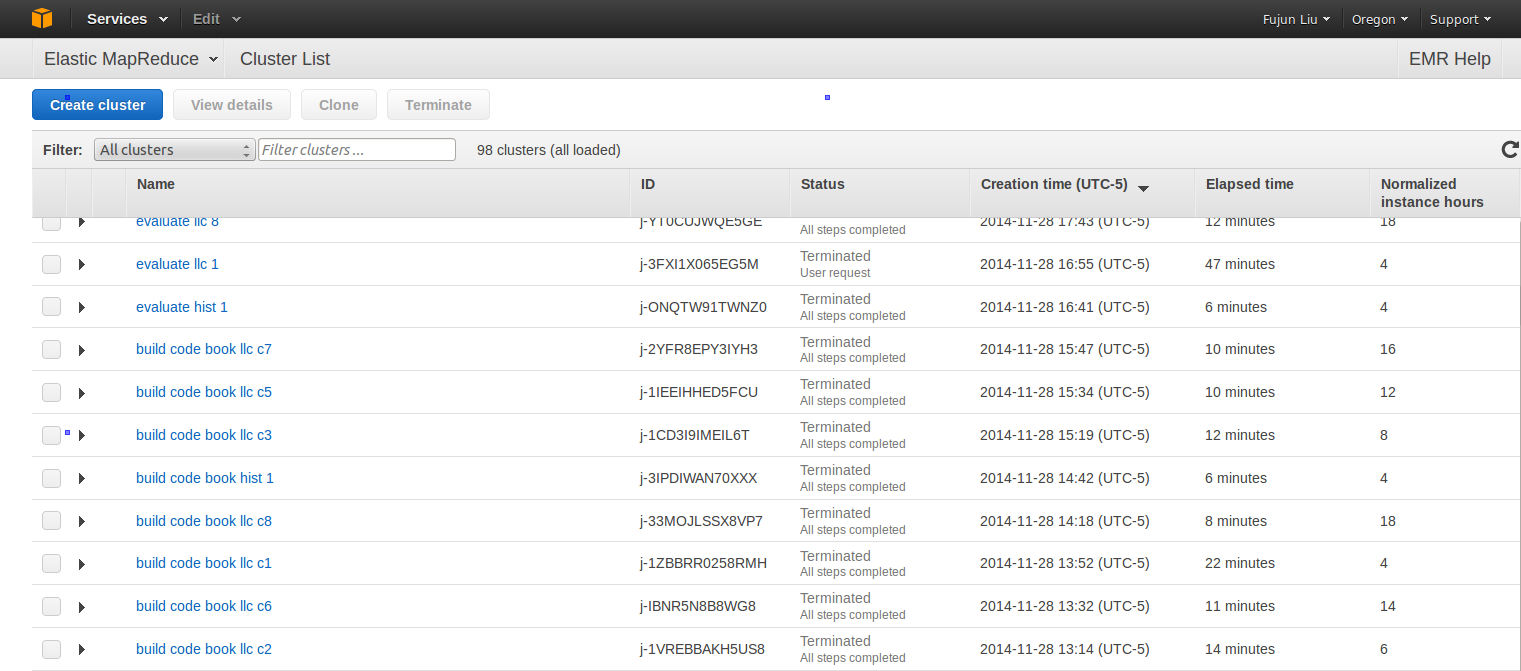 Services Edit Fujun Liu Oregon Support
Elastic MapReduce Cluster List EMR Help
Create cluster View details Clone Terminate
Filter: All clusters Filter clusters ... 98 clusters (all loaded)
Name ID Status Creation time (UTC-5) Elapsed time Normalized
instance hours
evaluate llc 8 j-YT0CUJWQE5GE 2014-11-28 17:43 (UTC-5) 12 minutes 18
All steps completed
Terminated
evaluate llc 1 j-3FXI1X065EG5M 2014-11-28 16:55 (UTC-5) 47 minutes 4
User request
Terminated
evaluate hist 1 j-ONQTW91TWNZ0 2014-11-28 16:41 (UTC-5) 6 minutes 4
All steps completed
Terminated
build code book llc c7 j-2YFR8EPY3IYH3 2014-11-28 15:47 (UTC-5) 10 minutes 16
All steps completed
Terminated
build code book llc c5 j-1IEEIHHED5FCU 2014-11-28 15:34 (UTC-5) 10 minutes 12
All steps completed
Terminated
build code book llc c3 j-1CD3I9IMEIL6T 2014-11-28 15:19 (UTC-5) 12 minutes 8
All steps completed
Terminated
build code book hist 1 j-3IPDIWAN70XXX 2014-11-28 14:42 (UTC-5) 6 minutes 4
All steps completed
Terminated
build code book llc c8 j-33MOJLSSX8VP7 2014-11-28 14:18 (UTC-5) 8 minutes 18
All steps completed
Terminated
build code book llc c1 j-1ZBBRR0258RMH 2014-11-28 13:52 (UTC-5) 22 minutes 4
All steps completed
Terminated
build code book llc c6 j-IBNR5N8B8WG8 2014-11-28 13:32 (UTC-5) 11 minutes 14
All steps completed
Terminated
build code book llc c2 j-1VREBBAKH5US8 2014-11-28 13:14 (UTC-5) 14 minutes 6
All steps completed